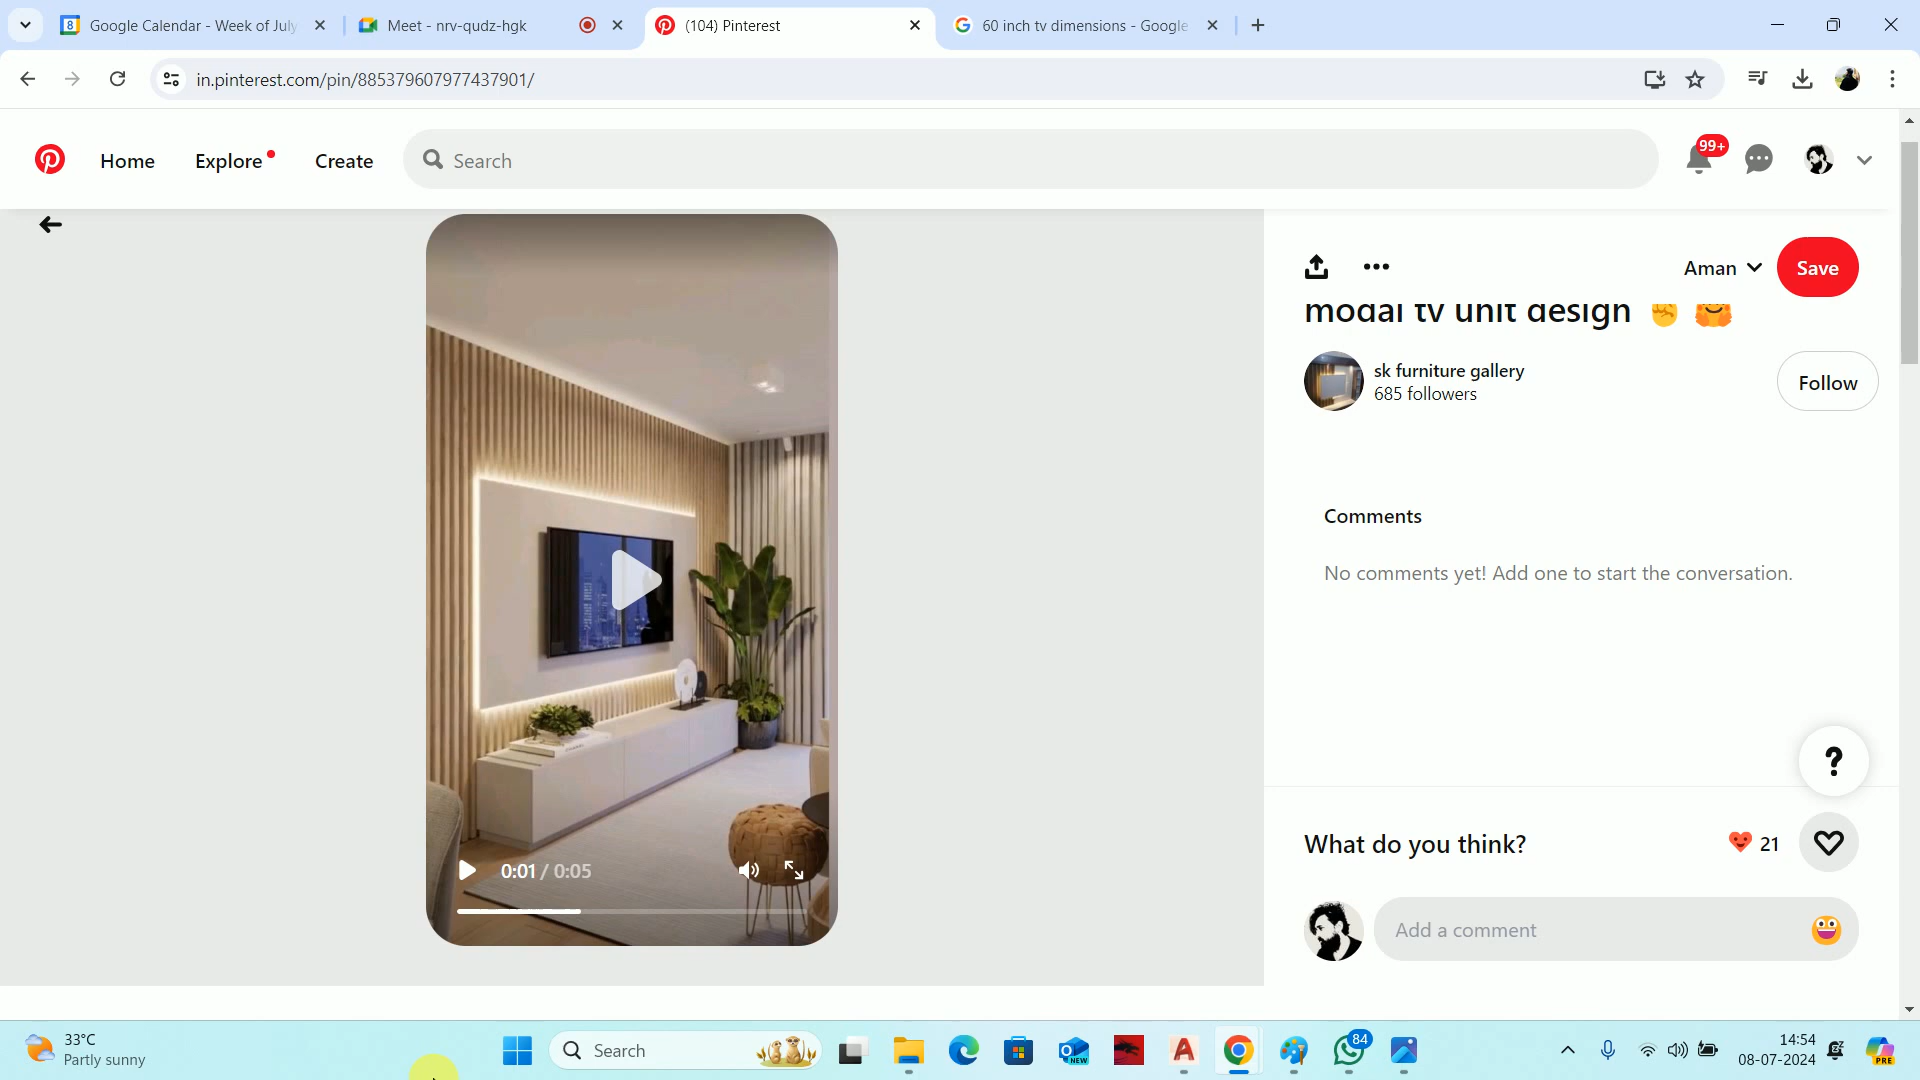 Google Calendar - Week of July
Meet - nrv-qudz-hgk
(104) Pinterest
60 inch tv dimensions - Google
in.pinterest.com/pin/885379607977437901/
Home
Explore
Create
Search
99+
Aman
Save
modal tv unit design ✊ 🤗
sk furniture gallery
685 followers
Follow
Comments
No comments yet! Add one to start the conversation.
0:01 / 0:05
?
What do you think?
21
Add a comment
33°C
Partly sunny
Search
NEW
84
14:54
08-07-2024
PRE